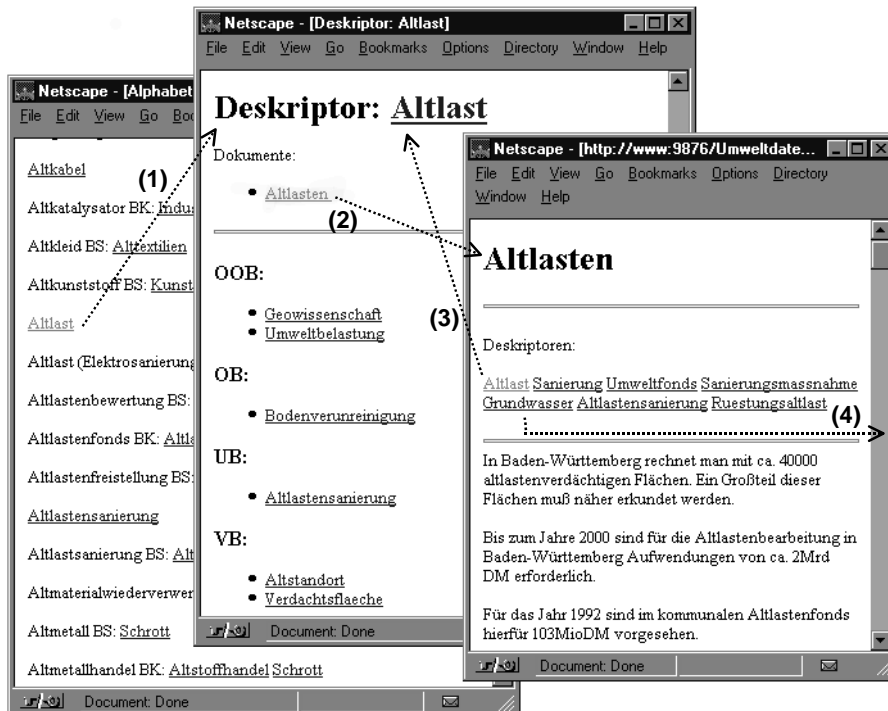 Netscape - [Alphabet
File Edit View Go Boo
Altkabel
Altkatalysator BK: Indus
Altkleid BS: Alttextilien
Altkunststoff BS: Kunst
Altlast
Altlast (Elektrosanierung
Altlastenbewertung BS:
Altlastenfonds BK: Altla
Altlastenfreistellung BS:
Altlastensanierung
Altlastsanierung BS: Alt
Altmaterialwiederverwer
Altmetall BS: Schrott
Altmetallhandel BK: Altstoffhandel Schrott
Document: Done
(1)
Netscape - [Deskriptor: Altlast]
File Edit View Go Bookmarks Options Directory Window Help
Deskriptor: Altlast
Dokumente:
Altlasten
(2)
OOB:
Geowissenschaft
Umweltbelastung
OB:
Bodenverunreinigung
UB:
Altlastensanierung
VB:
Altstandort
Verdachtsflaeche
Document: Done
(3)
Netscape - [http://www:9876/Umweltdate...
File Edit View Go Bookmarks Options Directory
Window Help
Altlasten
Deskriptoren:
Altlast Sanierung Umweltfonds Sanierungsmassnahme
Grundwasser Altlastensanierung Ruestungsaltlast
(4)
In Baden-Württemberg rechnet man mit ca. 40000
altlastenverdächtigen Flächen. Ein Großteil dieser
Flächen muß näher erkundet werden.
Bis zum Jahre 2000 sind für die Altlastenbearbeitung in
Baden-Württemberg Aufwendungen von ca. 2Mrd
DM erforderlich.
Für das Jahr 1992 sind im kommunalen Altlastenfonds
hierfür 103MioDM vorgesehen.
Document: Done